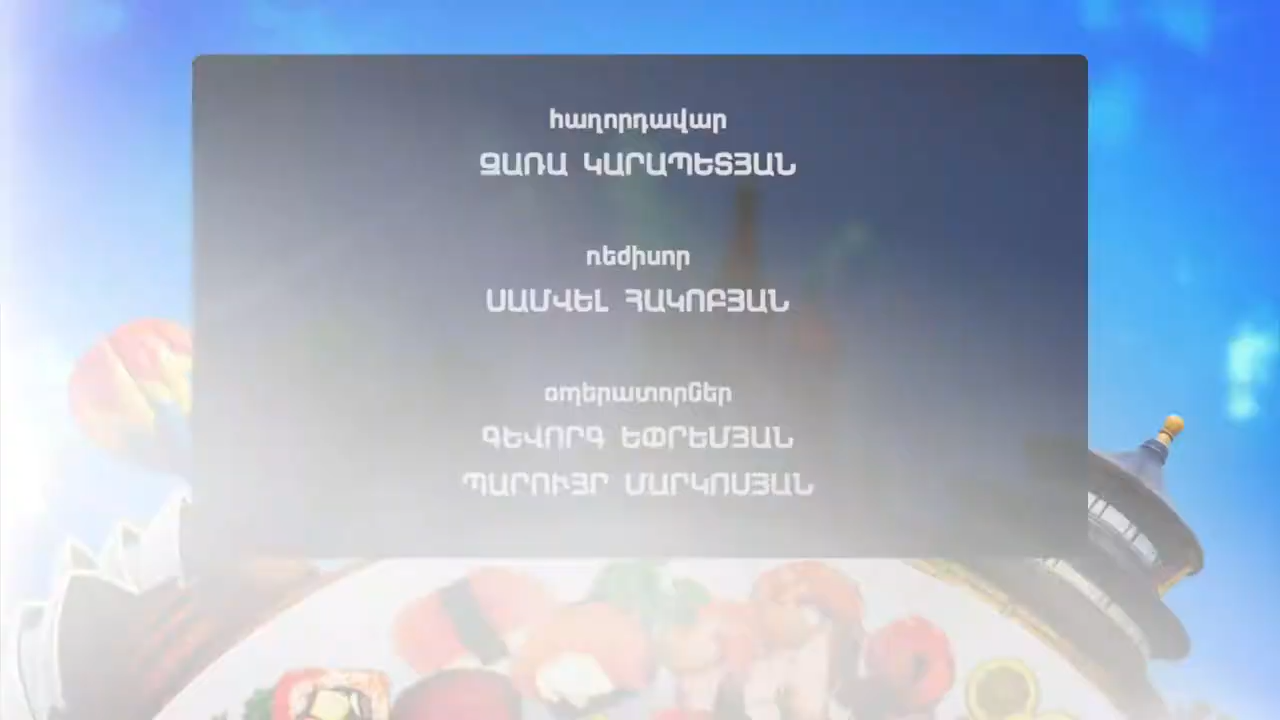 հաղորդավար
ԶԱՌԱ ԿԱՐԱՊԵՏՅԱՆ
ռեժիսոր
ՍԱՄՎԵԼ ՀԱԿՈԲՅԱՆ
օպերատորներ
ԳԵՎՈՐԳ ԵՓՐԵՄՅԱՆ
ՊԱՐՈՒՅՐ ՄԱՐԿՈՍՅԱՆ